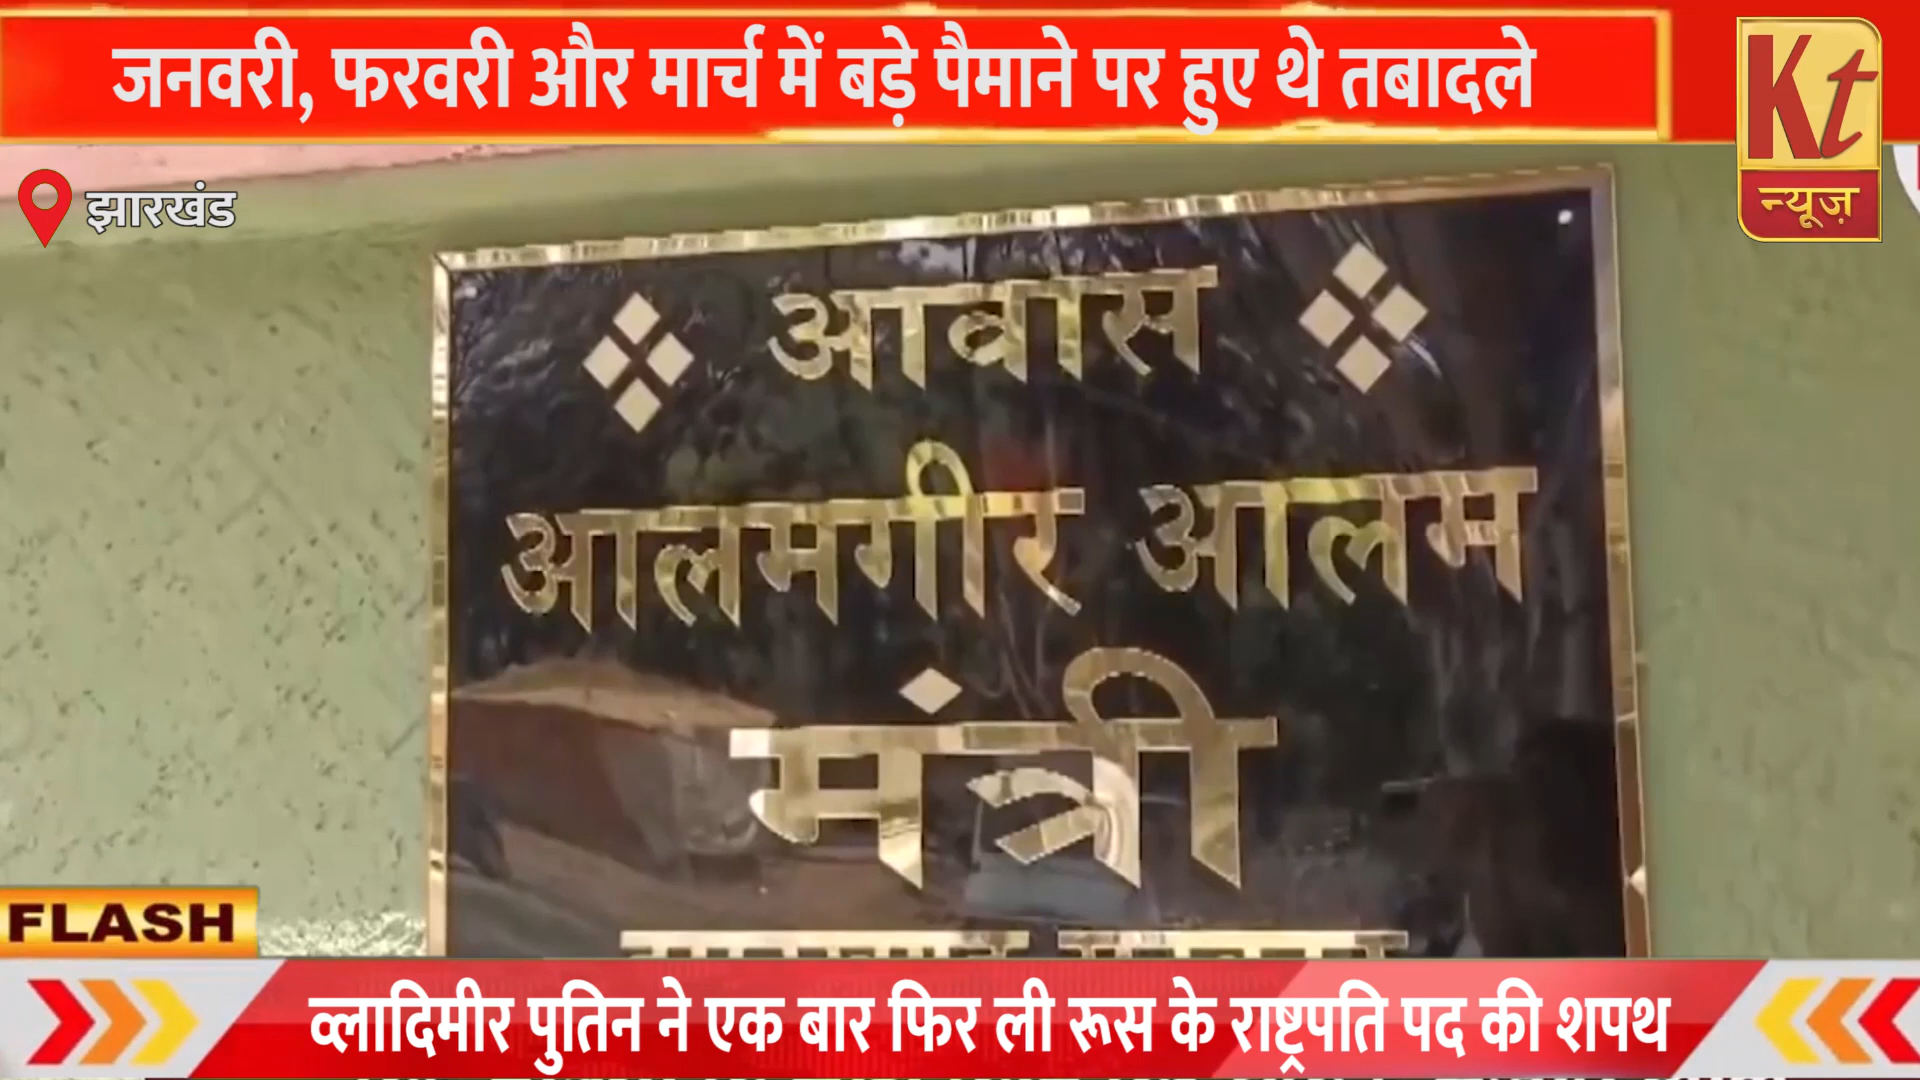 जनवरी, फरवरी और मार्च में बड़े पैमाने पर हुए थे तबादले
Kt
न्यूज़
झारखंड
आवास
आलमगीर आलम
मंत्री
FLASH
व्लादिमीर पुतिन ने एक बार फिर ली रूस के राष्ट्रपति पद की शपथ